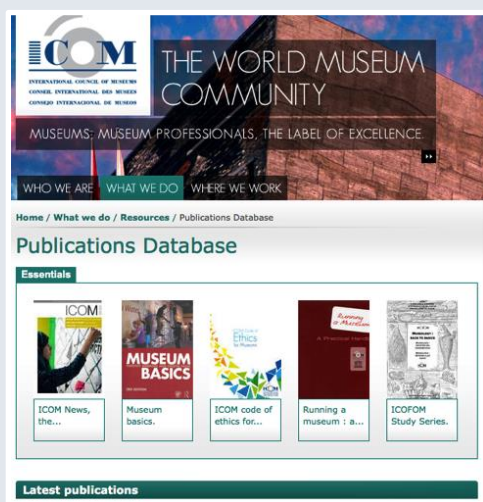 ICOM
INTERNATIONAL COUNCIL OF MUSEUMS
CONSEIL INTERNATIONAL DES MUSEES
CONSEJO INTERNACIONAL DE MUSEOS
THE WORLD MUSEUM
COMMUNITY
MUSEUMS, MUSEUM PROFESSIONALS, THE LABEL OF EXCELLENCE.
WHO WE ARE WHAT WE DO WHERE WE WORK
Home / What we do / Resources / Publications Database
Publications Database
Essentials
ICOM
MUSEUM
BASICS
Ethics
for Museums
Running
a Museum
A Practical Handbook
ICOM News,
the...
Museum
basics.
ICOM code of
ethics for...
Running a
museum : a...
ICOFOM
Study Series.
Latest publications